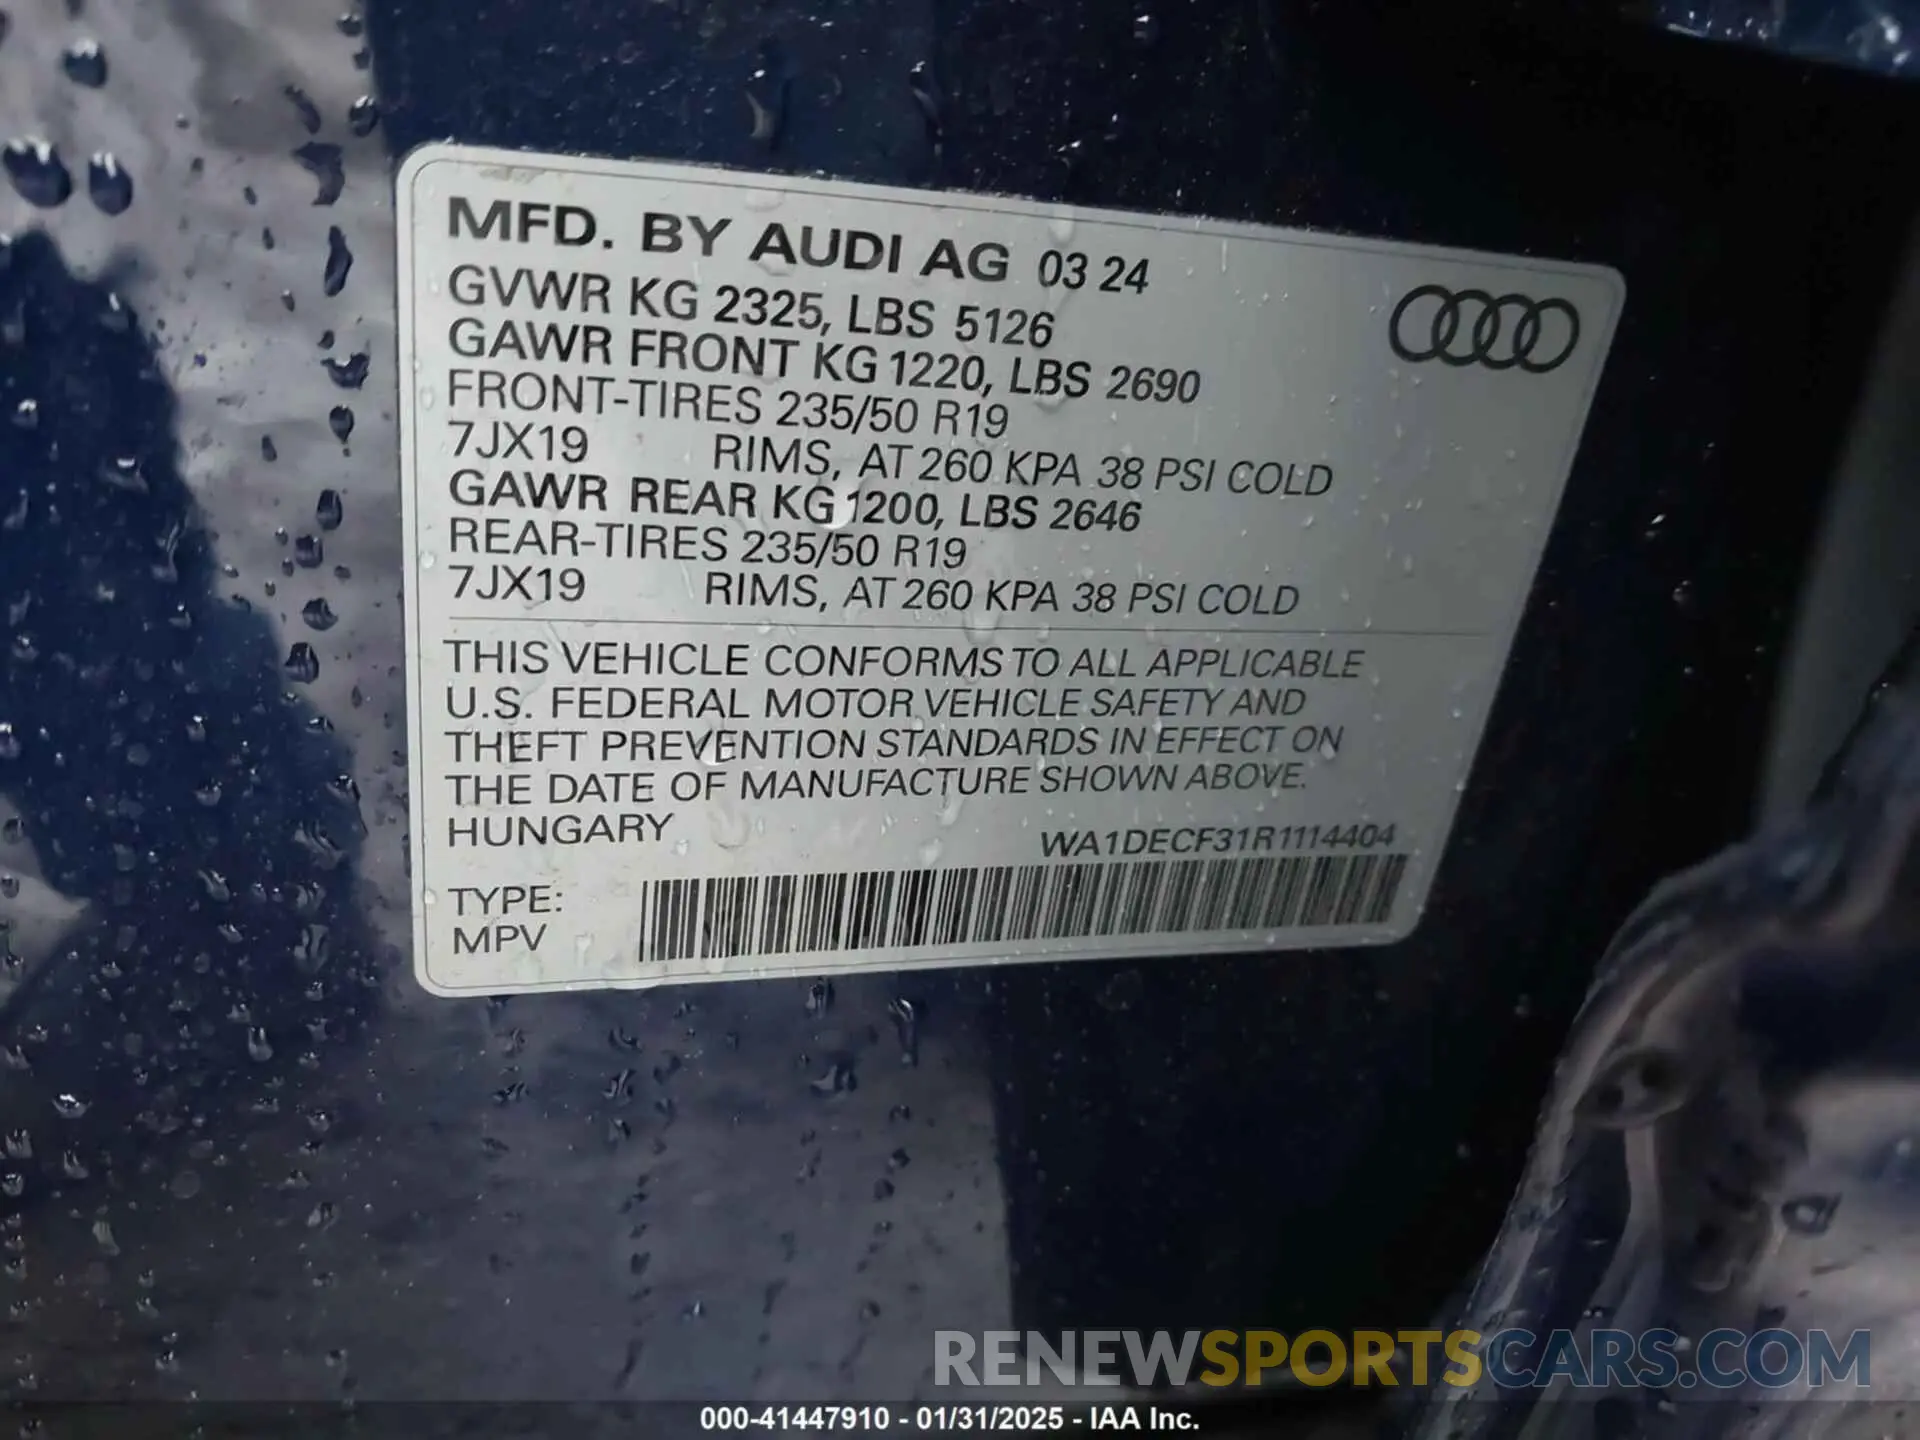 MFD. BY AUDI AG 03 24
GVWR KG 2325, LBS 5126
GAWR FRONT KG 1220, LBS 2690
FRONT-TIRES 235/50 R19
7JX19 RIMS, AT 260 KPA 38 PSI COLD
GAWR REAR KG 1200, LBS 2646
REAR-TIRES 235/50 R19
7JX19 RIMS, AT 260 KPA 38 PSI COLD
THIS VEHICLE CONFORMS TO ALL APPLICABLE
U.S. FEDERAL MOTOR VEHICLE SAFETY AND
THEFT PREVENTION STANDARDS IN EFFECT ON
THE DATE OF MANUFACTURE SHOWN ABOVE.
HUNGARY WA1DECF31R1114404
TYPE:
MPV
RENEWSPORTSCARS.COM
000-41447910 - 01/31/2025 - IAA Inc.